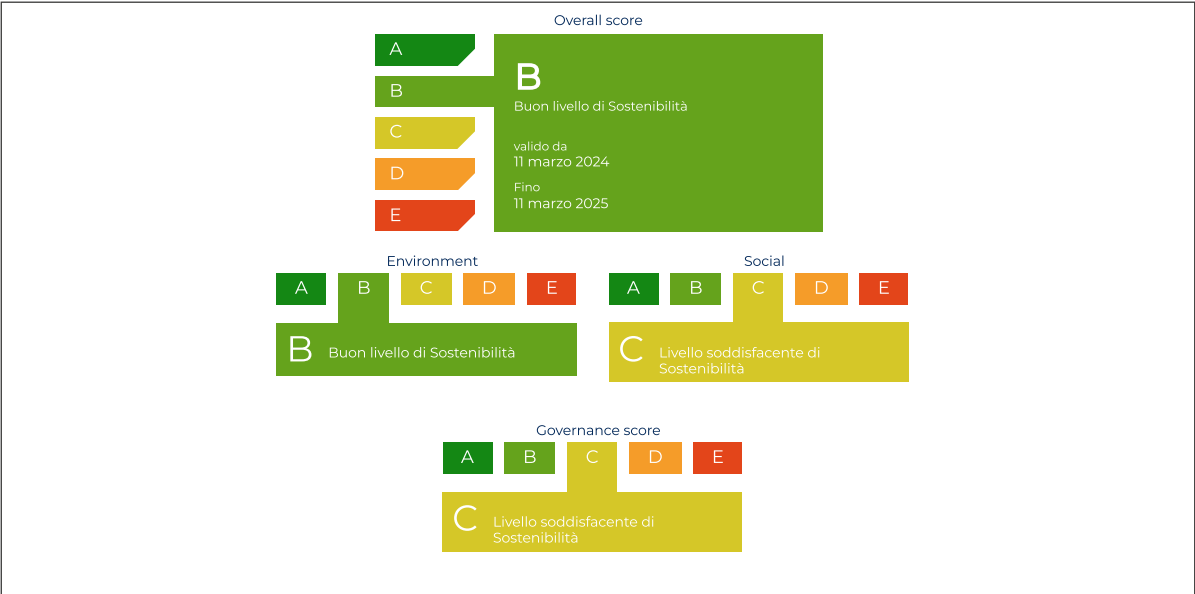 Overall score
A
B
C
D
E
B
Buon livello di Sostenibilità
valido da
11 marzo 2024
Fino
11 marzo 2025
Environment
A B C D E
B Buon livello di Sostenibilità
Social
A B C D E
C Livello soddisfacente di
Sostenibilità
Governance score
A B C D E
C Livello soddisfacente di
Sostenibilità